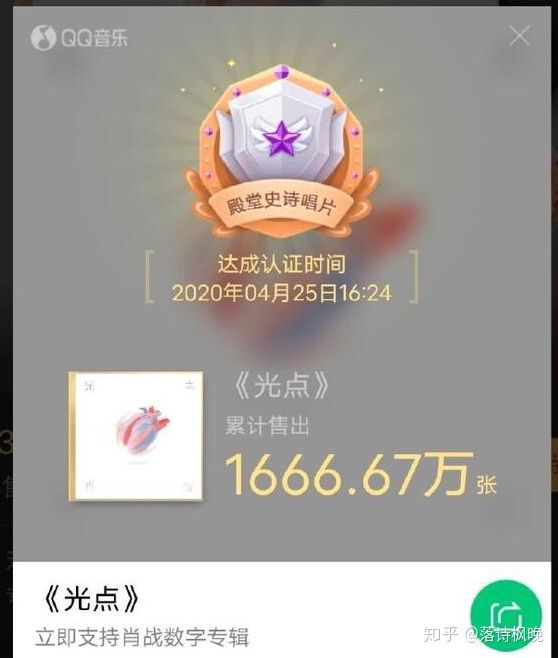 QQ音乐
殿堂史诗唱片
达成认证时间
2020年04月25日16:24
光 点
肖 战
《光点》
累计售出
1666.67万张
《光点》
立即支持肖战数字专辑
知乎 @落诗枫晚